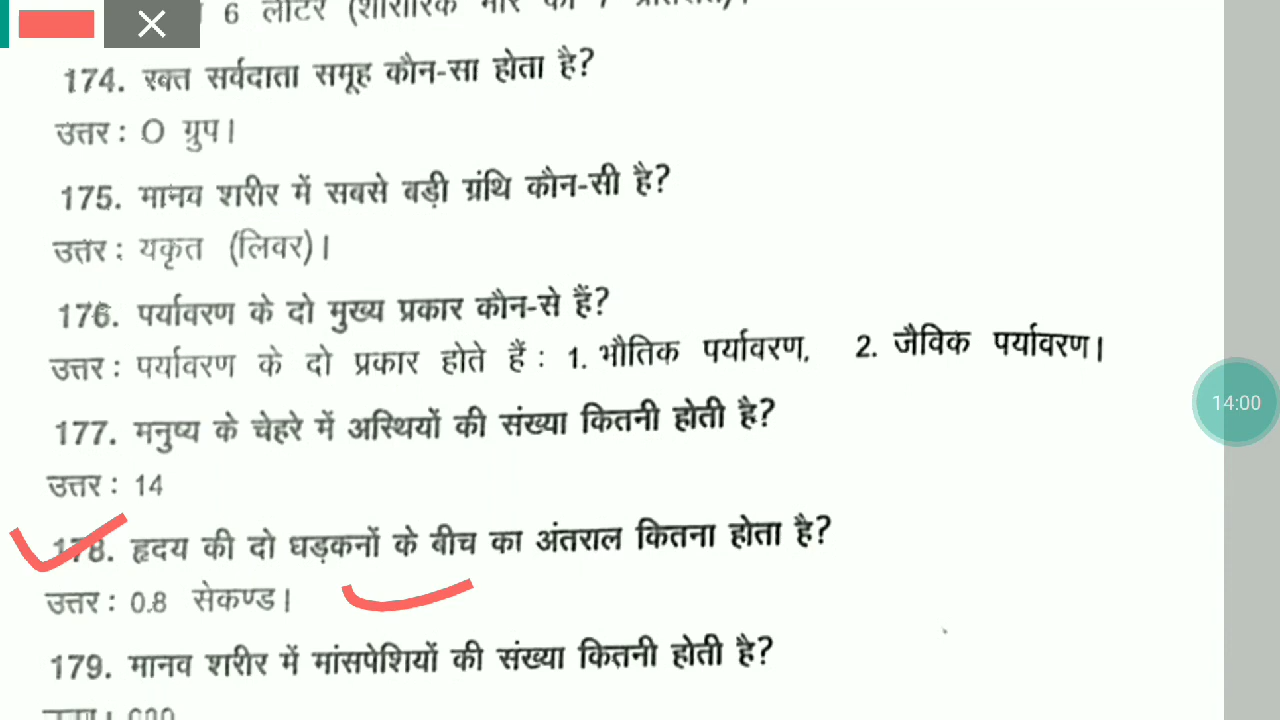 6 लीटर (शारीरिक भार का 7 प्रतिशत)।
174. रक्त सर्वदाता समूह कौन-सा होता है?
उत्तर : O ग्रुप।
175. मानव शरीर में सबसे बड़ी ग्रंथि कौन-सी है?
उत्तर : यकृत (लिवर)।
176. पर्यावरण के दो मुख्य प्रकार कौन-से हैं?
उत्तर : पर्यावरण के दो प्रकार होते हैं : 1. भौतिक पर्यावरण, 2. जैविक पर्यावरण।
177. मनुष्य के चेहरे में अस्थियों की संख्या कितनी होती है?
उत्तर : 14
14:00
178. हृदय की दो धड़कनों के बीच का अंतराल कितना होता है?
उत्तर : 0.8 सेकण्ड।
179. मानव शरीर में मांसपेशियों की संख्या कितनी होती है?